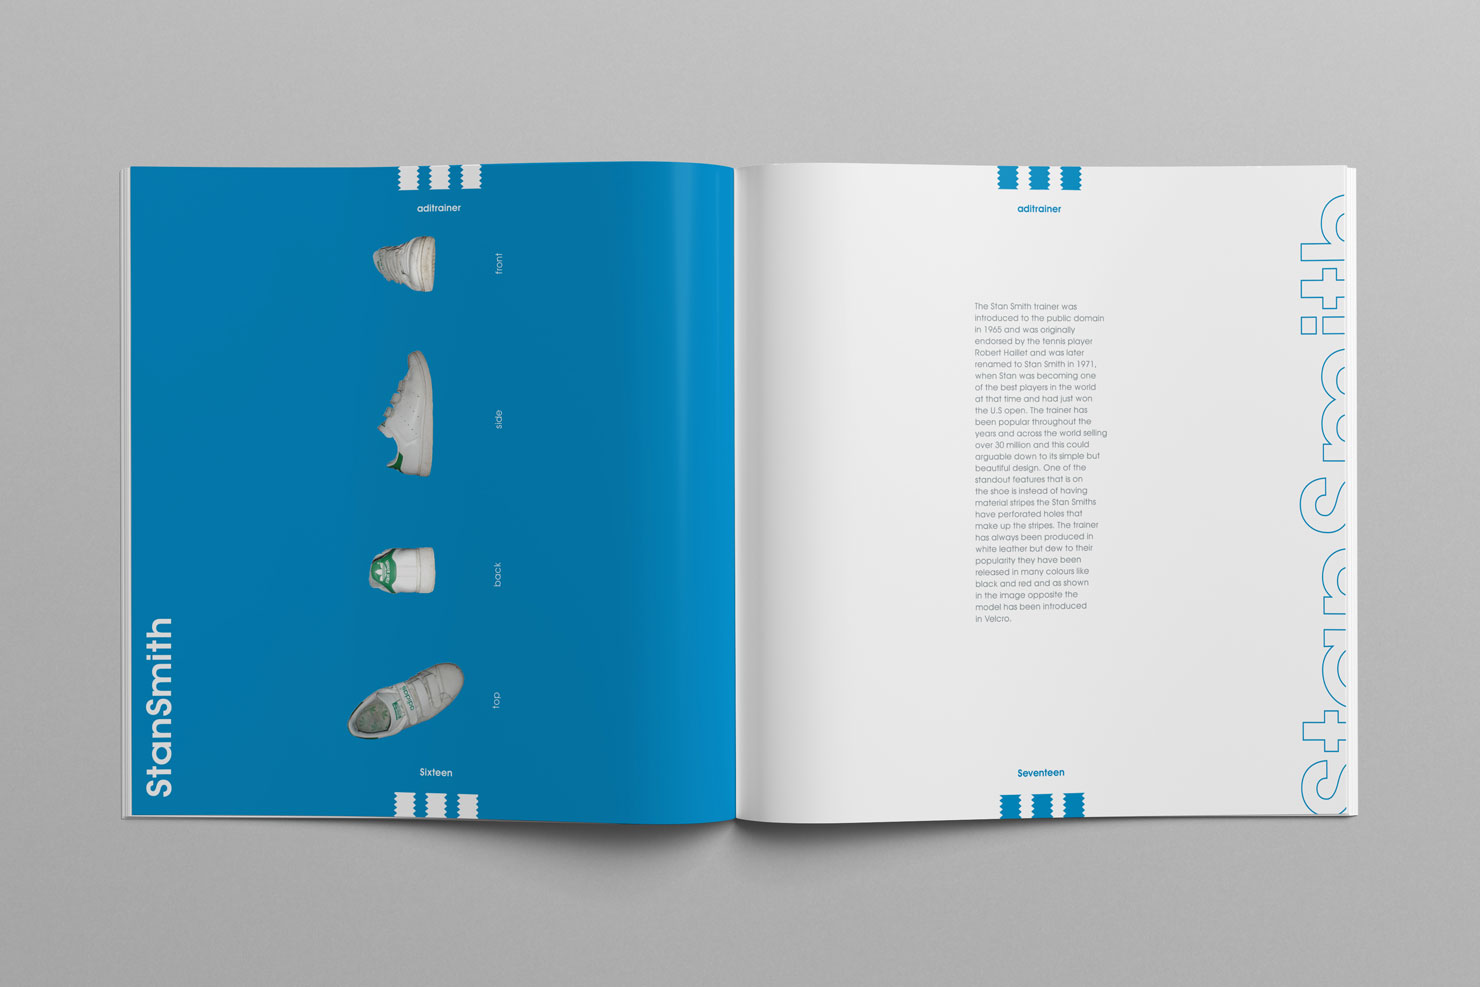 aditrainer
front
side
back
top
StanSmith
Sixteen
aditrainer
The Stan Smith trainer was
introduced to the public domain
in 1965 and was originally
endorsed by the tennis player
Robert Haillet and was later
renamed to Stan Smith in 1971,
when Stan was becoming one
of the best players in the world
at that time and had just won
the U.S open. The trainer has
been popular throughout the
years and across the world selling
over 30 million and this could
arguable down to its simple but
beautiful design. One of the
standout features that is on
the shoe is instead of having
material stripes the Stan Smiths
have perforated holes that
make up the stripes. The trainer
has always been produced in
white leather but dew to their
popularity they have been
released in many colours like
black and red and as shown
in the image opposite the
model has been introduced
in Velcro.
Seventeen
Stan Smith